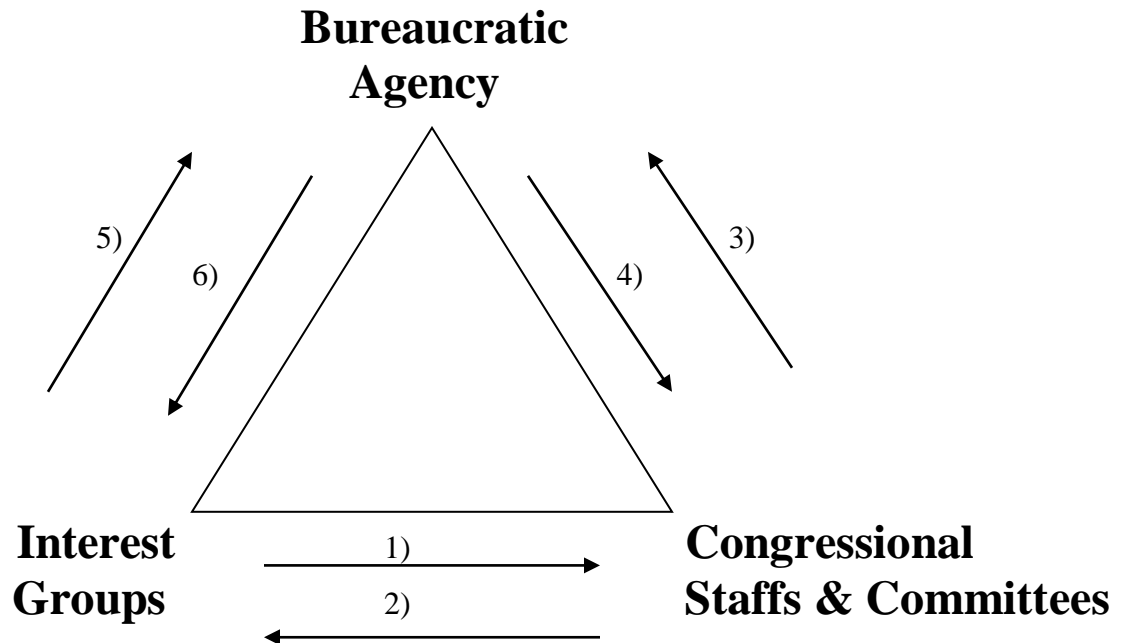 Bureaucratic
Agency
5)
6)
4)
3)
Interest
Groups
1)
2)
Congressional
Staffs & Committees